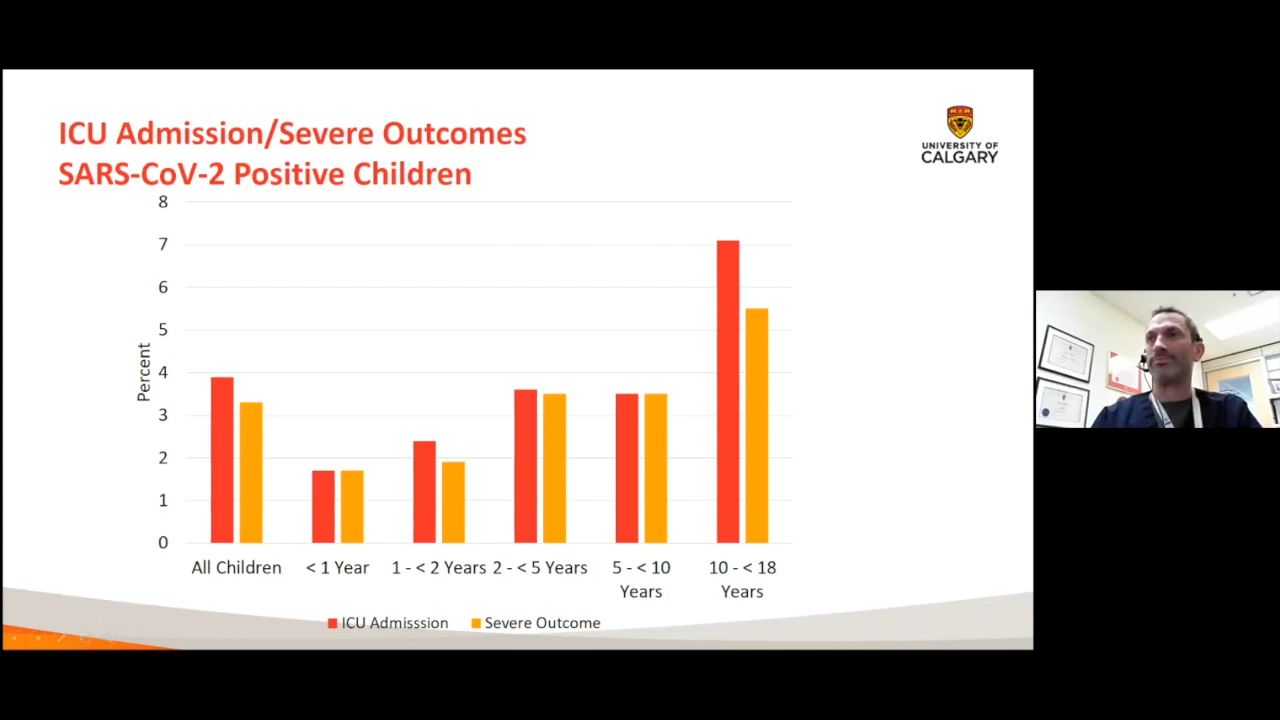 ICU Admission/Severe Outcomes
SARS-CoV-2 Positive Children
UNIVERSITY OF
CALGARY
8
7
6
5
4
3
2
1
0
Percent
All Children
< 1 Year
1 - < 2 Years
2 - < 5 Years
5 - < 10
Years
10 - < 18
Years
ICU Admisssion
Severe Outcome